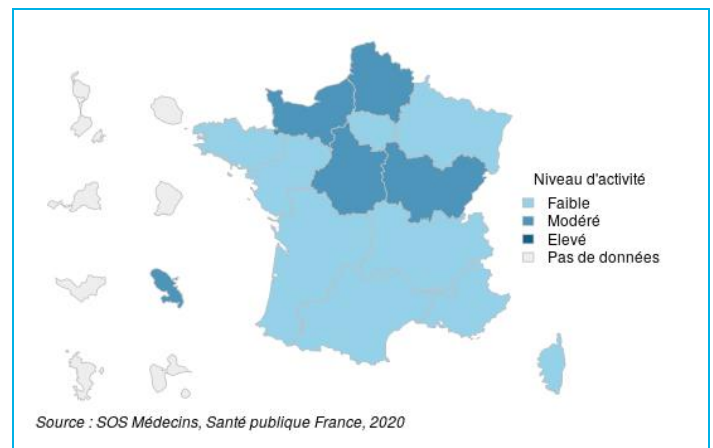 Niveau d'activité
Faible
Modéré
Elevé
Pas de données
Source : SOS Médecins, Santé publique France, 2020